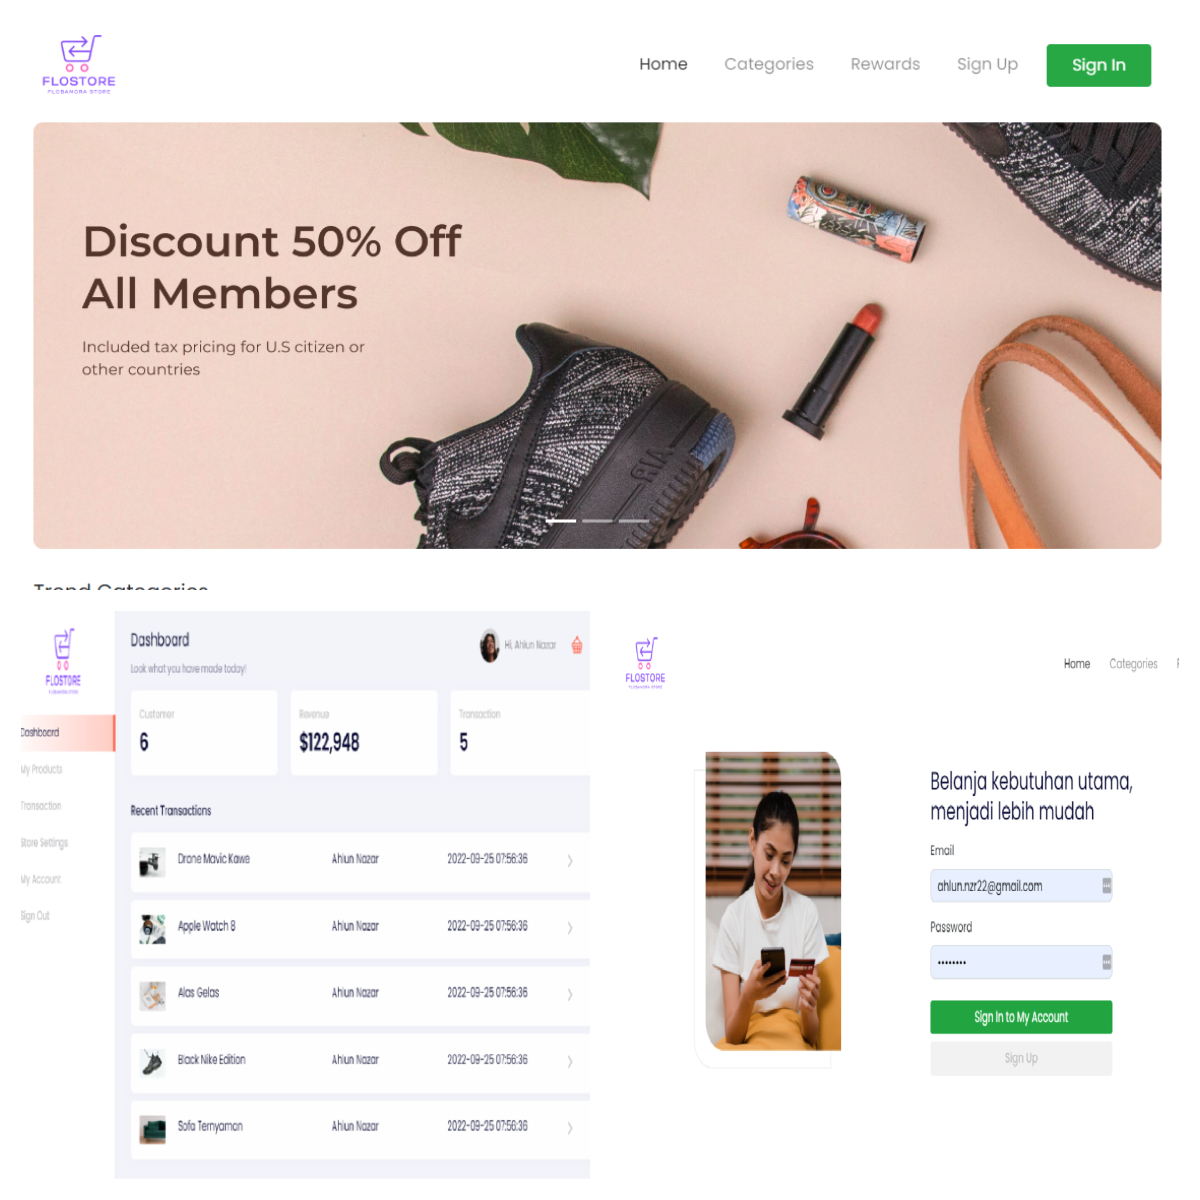 FLOSTORE
FLOBAMORA STORE
Home Categories Rewards Sign Up Sign In
Discount 50% Off
All Members
Included tax pricing for U.S citizen or
other countries
AIR
Trend Categories
FLOSTORE
FLOBAMORA STORE
Dashboard
My Products
Transaction
Store Settings
My Account
Sign Out
Dashboard
Look what you have made today!
Hi, Ahlun Nazar
Customer
6
Revenue
$122,948
Transaction
5
Recent Transactions
Drone Mavic Kawe Ahlun Nazar 2022-09-25 07:56:36
Apple Watch 8 Ahlun Nazar 2022-09-25 07:56:36
Alas Gelas Ahlun Nazar 2022-09-25 07:56:36
Black Nike Edition Ahlun Nazar 2022-09-25 07:56:36
Sofa Ternyaman Ahlun Nazar 2022-09-25 07:56:36
FLOSTORE
FLOBAMORA STORE
Home Categories
Belanja kebutuhan utama,
menjadi lebih mudah
Email
ahlun.nzr22@gmail.com
Password
••••••••
Sign In to My Account
Sign Up